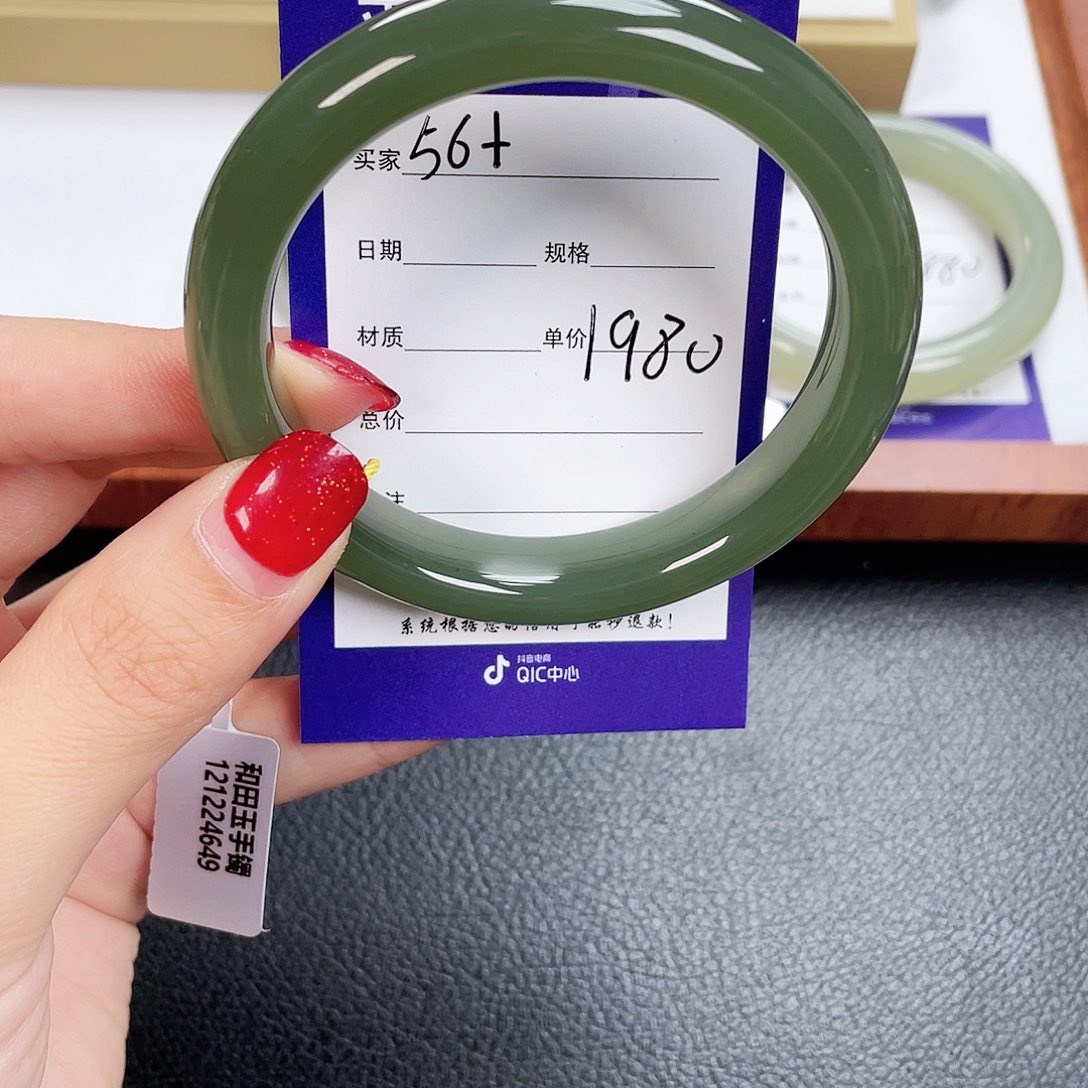 买家 56+
日期 规格
材质 单价 1980
总价
注
系统根据您的信用可能秒退款!
抖音电商
QIC中心
和田玉手镯
121224649